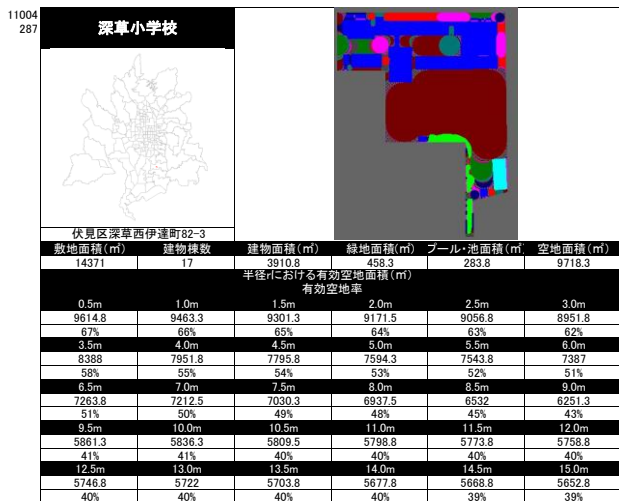 11004
287
深草小学校
伏見区深草西伊達町82-3
敷地面積(㎡) 建物棟数 建物面積(㎡) 緑地面積(㎡) プール・池面積(㎡) 空地面積(㎡)
14371 17 3910.8 458.3 283.8 9718.3
半径rにおける有効空地面積(㎡)
有効空地率
0.5m 1.0m 1.5m 2.0m 2.5m 3.0m
9614.8 9463.3 9301.3 9171.5 9056.8 8951.8
67% 66% 65% 64% 63% 62%
3.5m 4.0m 4.5m 5.0m 5.5m 6.0m
8388 7951.8 7795.8 7594.3 7543.8 7387
58% 55% 54% 53% 52% 51%
6.5m 7.0m 7.5m 8.0m 8.5m 9.0m
7263.8 7212.5 7030.3 6937.5 6532 6251.3
51% 50% 49% 48% 45% 43%
9.5m 10.0m 10.5m 11.0m 11.5m 12.0m
5861.3 5836.3 5809.5 5798.8 5773.8 5758.8
41% 41% 40% 40% 40% 40%
12.5m 13.0m 13.5m 14.0m 14.5m 15.0m
5746.8 5722 5703.8 5677.8 5668.8 5652.8
40% 40% 40% 40% 39% 39%